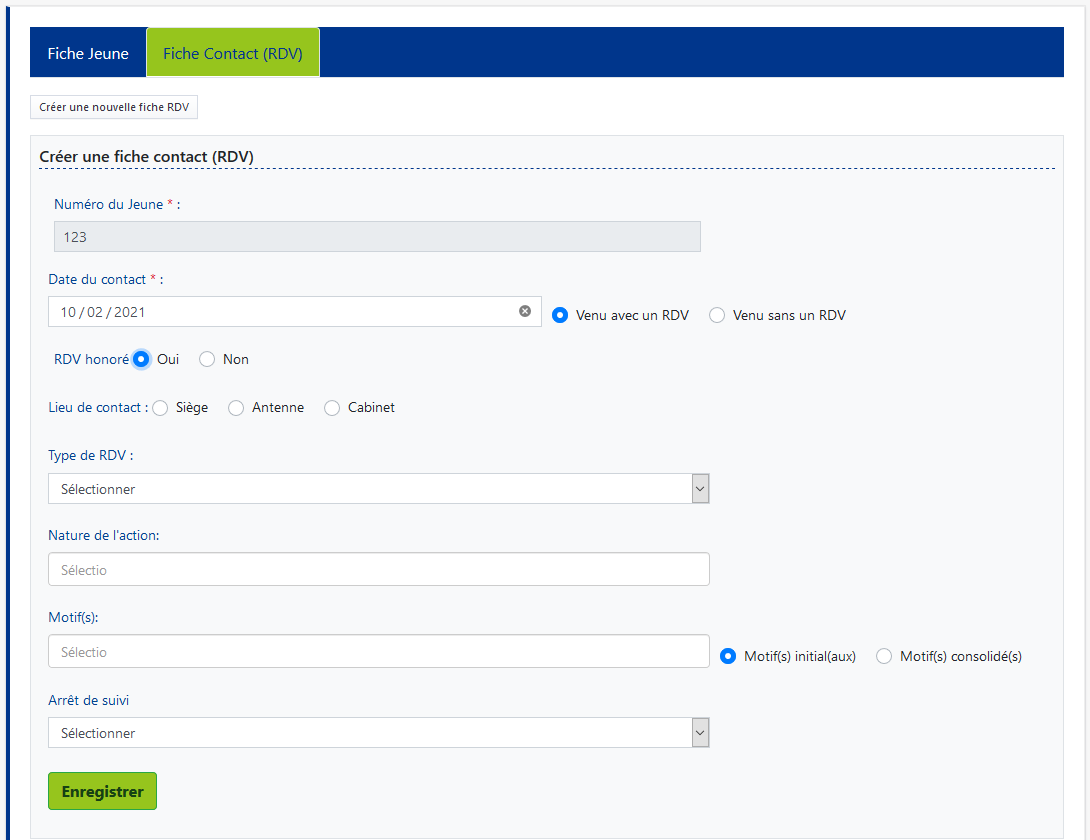 Fiche Jeune Fiche Contact (RDV)
Créer une nouvelle fiche RDV
Créer une fiche contact (RDV)
Numéro du Jeune * :
123
Date du contact * :
10 / 02 / 2021 Venu avec un RDV Venu sans un RDV
RDV honoré Oui Non
Lieu de contact : Siège Antenne Cabinet
Type de RDV :
Sélectionner
Nature de l'action:
Sélectio
Motif(s):
Sélectio Motif(s) initial(aux) Motif(s) consolidé(s)
Arrêt de suivi
Sélectionner
Enregistrer